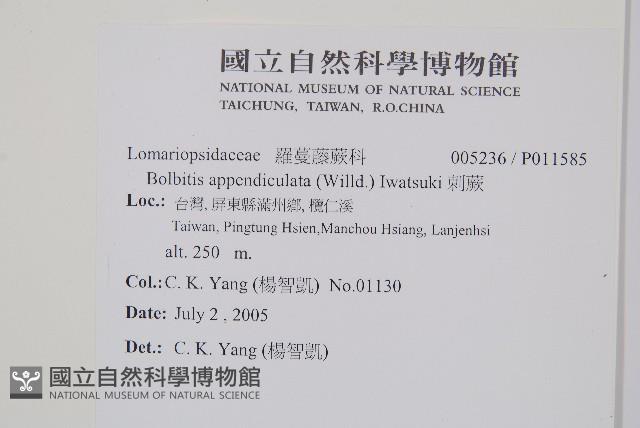 國立自然科學博物館
NATIONAL MUSEUM OF NATURAL SCIENCE
TAICHUNG, TAIWAN, R.O.CHINA
Lomariopsidaceae 羅蔓藤蕨科 005236 / P011585
Bolbitis appendiculata (Willd.) Iwatsuki 刺蕨
Loc.: 台灣, 屏東縣滿州鄉, 欖仁溪
Taiwan, Pingtung Hsien,Manchou Hsiang, Lanjenhsi
alt. 250 m.
Col.: C. K. Yang (楊智凱) No.01130
Date: July 2 , 2005
Det.: C. K. Yang (楊智凱)
國立自然科學博物館
NATIONAL MUSEUM OF NATURAL SCIENCE